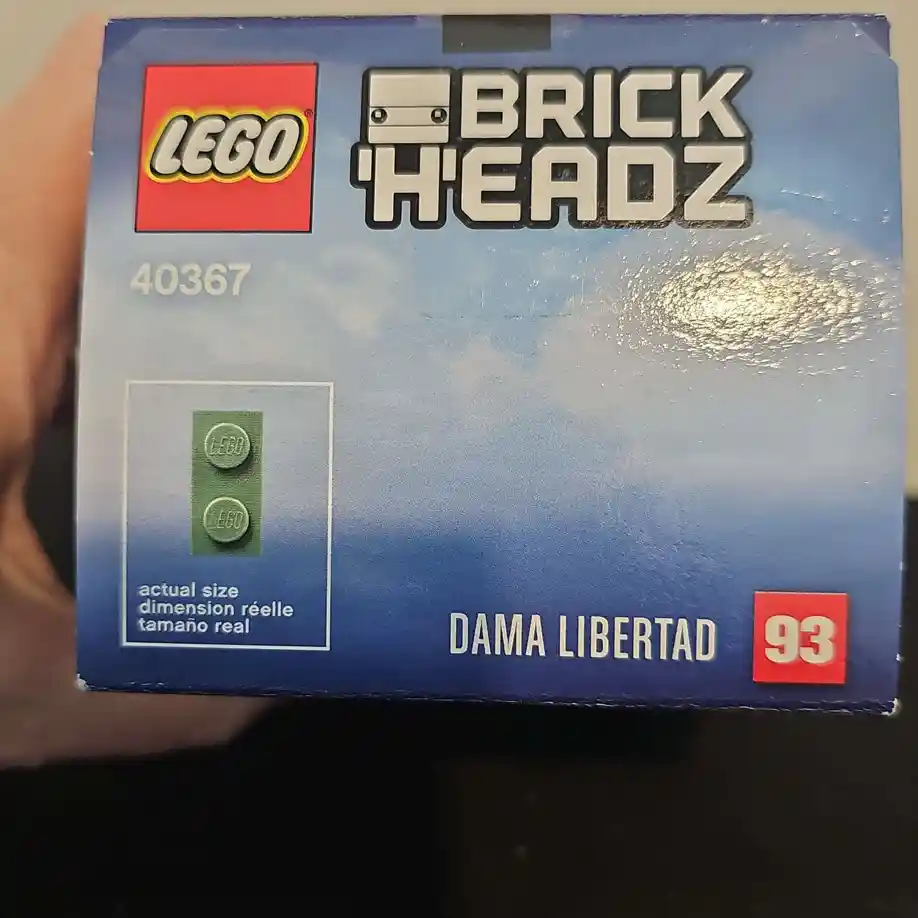 LEGO
BRICK
HEADZ
40367
LEGO
LEGO
actual size
dimension réelle
tamaño real
DAMA LIBERTAD
93